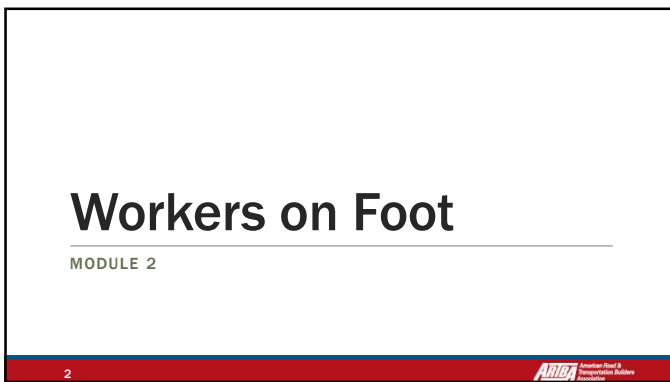 Workers on Foot
MODULE 2
2
ARTBA
American Road &
Transportation Builders
Association